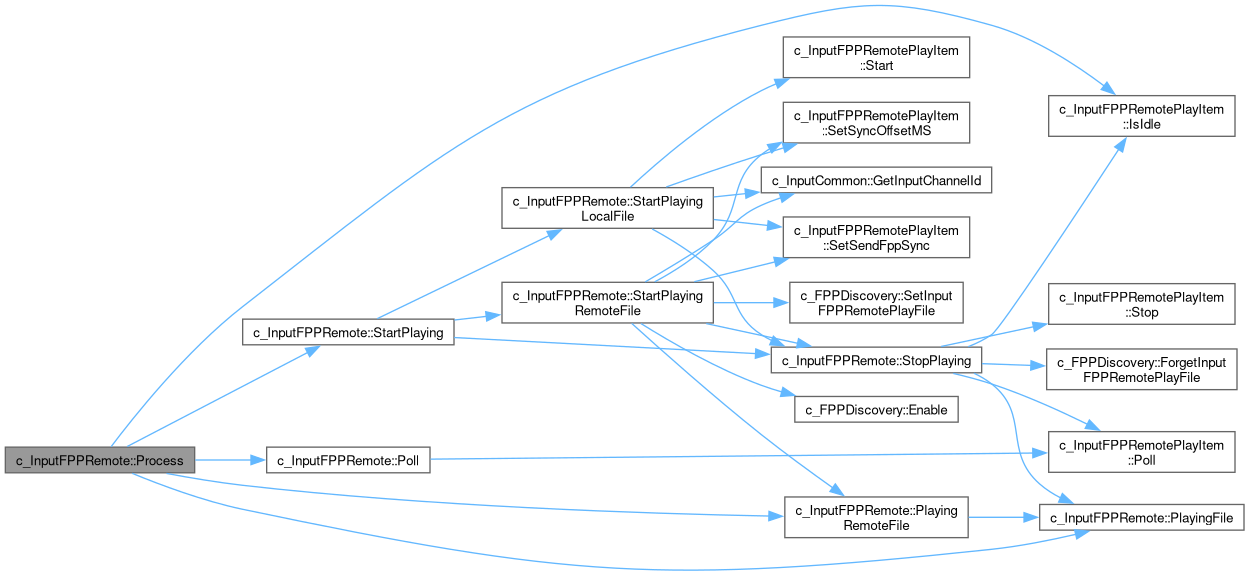 c_InputFPPRemote::Process
c_InputFPPRemote::StartPlaying
c_InputFPPRemote::Poll
c_InputFPPRemote::StartPlaying
LocalFile
c_InputFPPRemote::StartPlaying
RemoteFile
c_InputFPPRemotePlayItem
::Start
c_InputFPPRemotePlayItem
::SetSyncOffsetMS
c_InputCommon::GetInputChannelId
c_InputFPPRemotePlayItem
::SetSendFppSync
c_FPPDiscovery::SetInput
FPPRemotePlayFile
c_InputFPPRemote::StopPlaying
c_FPPDiscovery::Enable
c_InputFPPRemote::Playing
RemoteFile
c_InputFPPRemotePlayItem
::IsIdle
c_InputFPPRemotePlayItem
::Stop
c_FPPDiscovery::ForgetInput
FPPRemotePlayFile
c_InputFPPRemotePlayItem
::Poll
c_InputFPPRemote::PlayingFile